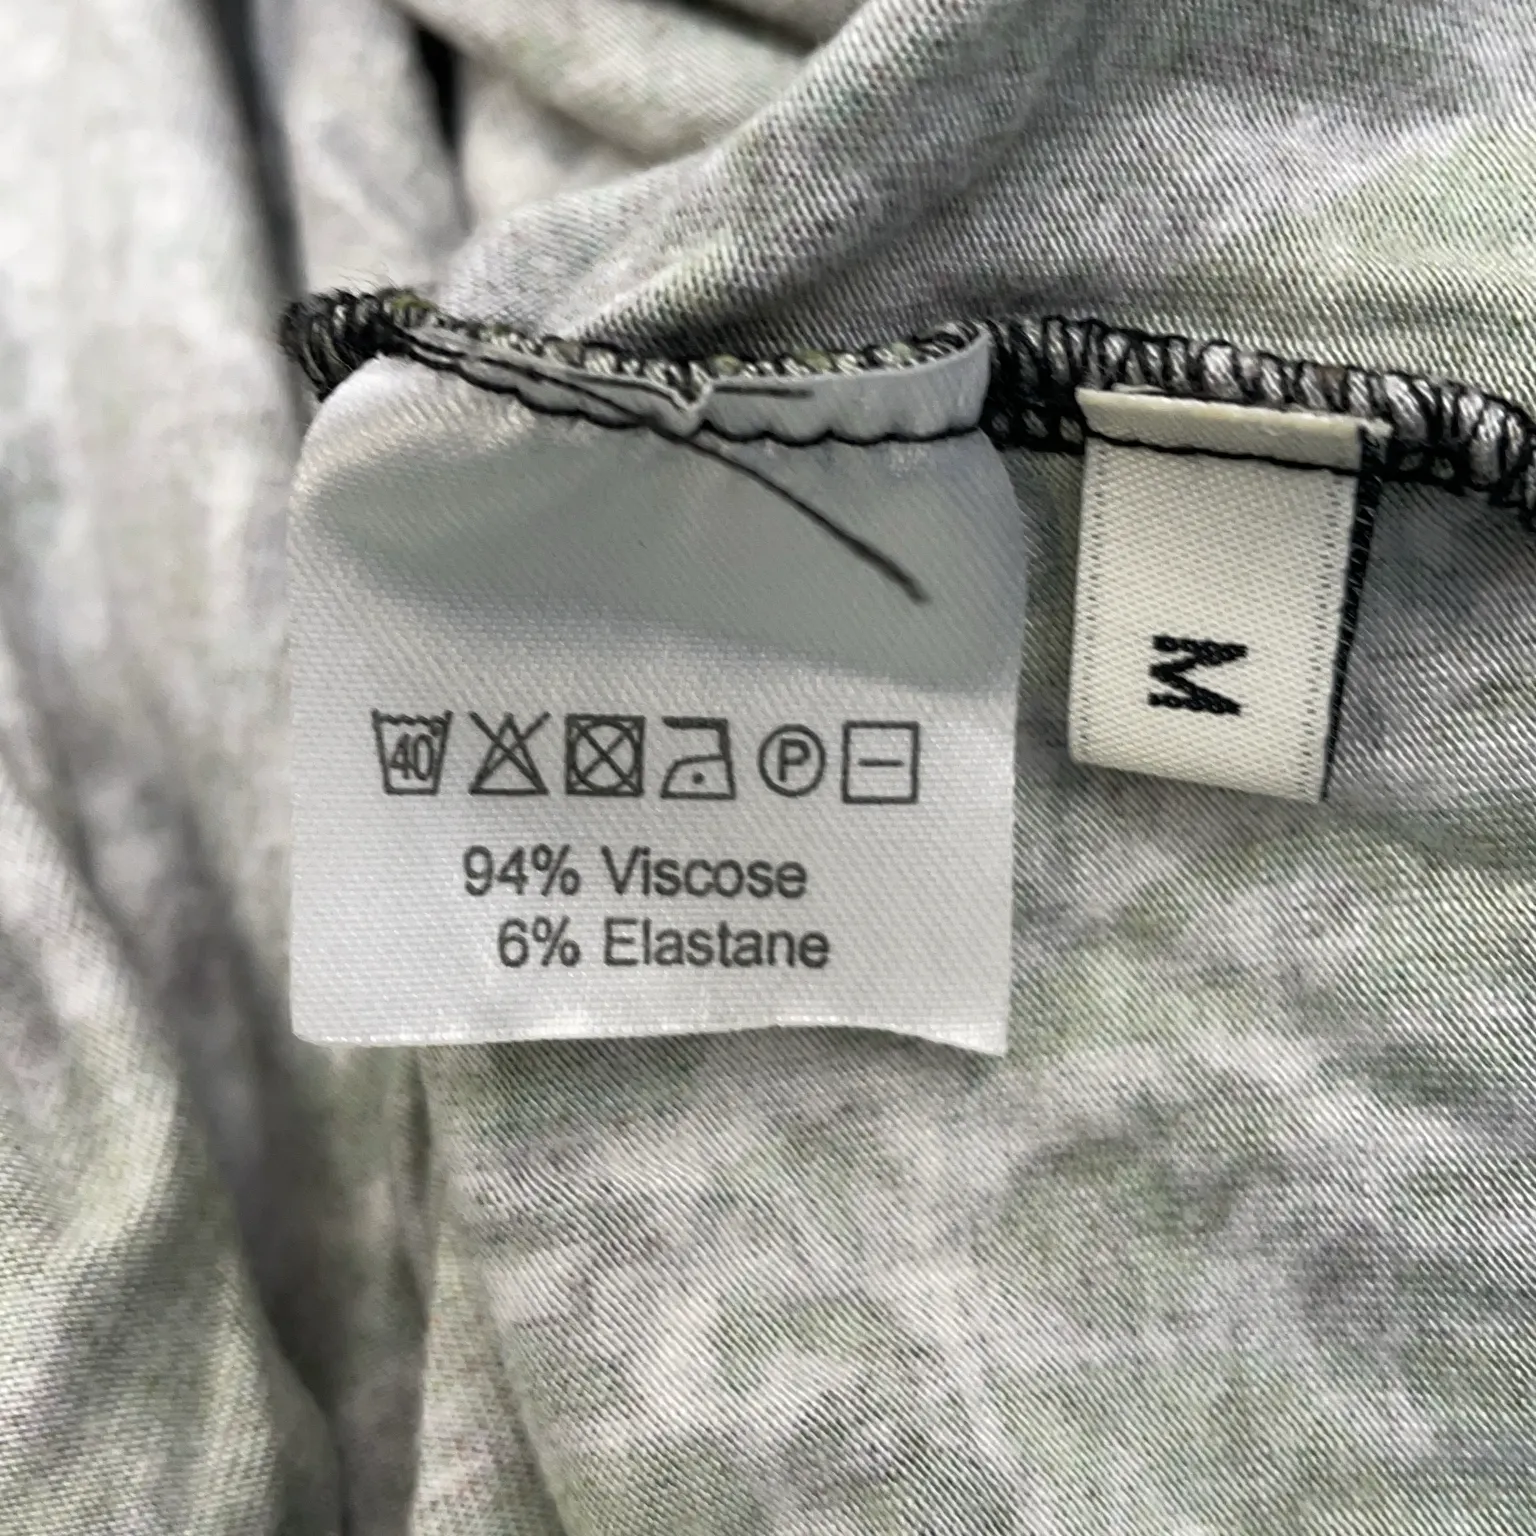 40° P
94% Viscose
6% Elastane
M